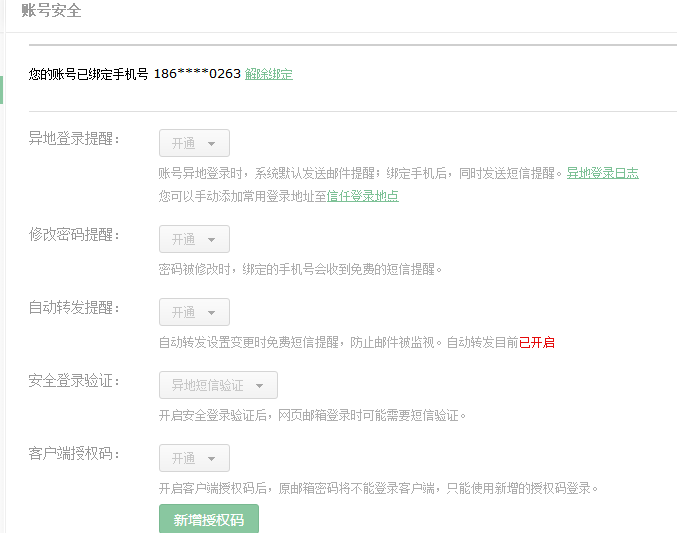 账号安全
您的账号已绑定手机号 186****0263 解除绑定
异地登录提醒： 开通
账号异地登录时，系统默认发送邮件提醒；绑定手机后，同时发送短信提醒。异地登录日志
您可以手动添加常用登录地址至信任登录地点
修改密码提醒： 开通
密码被修改时，绑定的手机号会收到免费的短信提醒。
自动转发提醒： 开通
自动转发设置变更时免费短信提醒，防止邮件被监视。自动转发目前已开启
安全登录验证： 异地短信验证
开启安全登录验证后，网页邮箱登录时可能需要短信验证。
客户端授权码： 开通
开启客户端授权码后，原邮箱密码将不能登录客户端，只能使用新增的授权码登录。
新增授权码